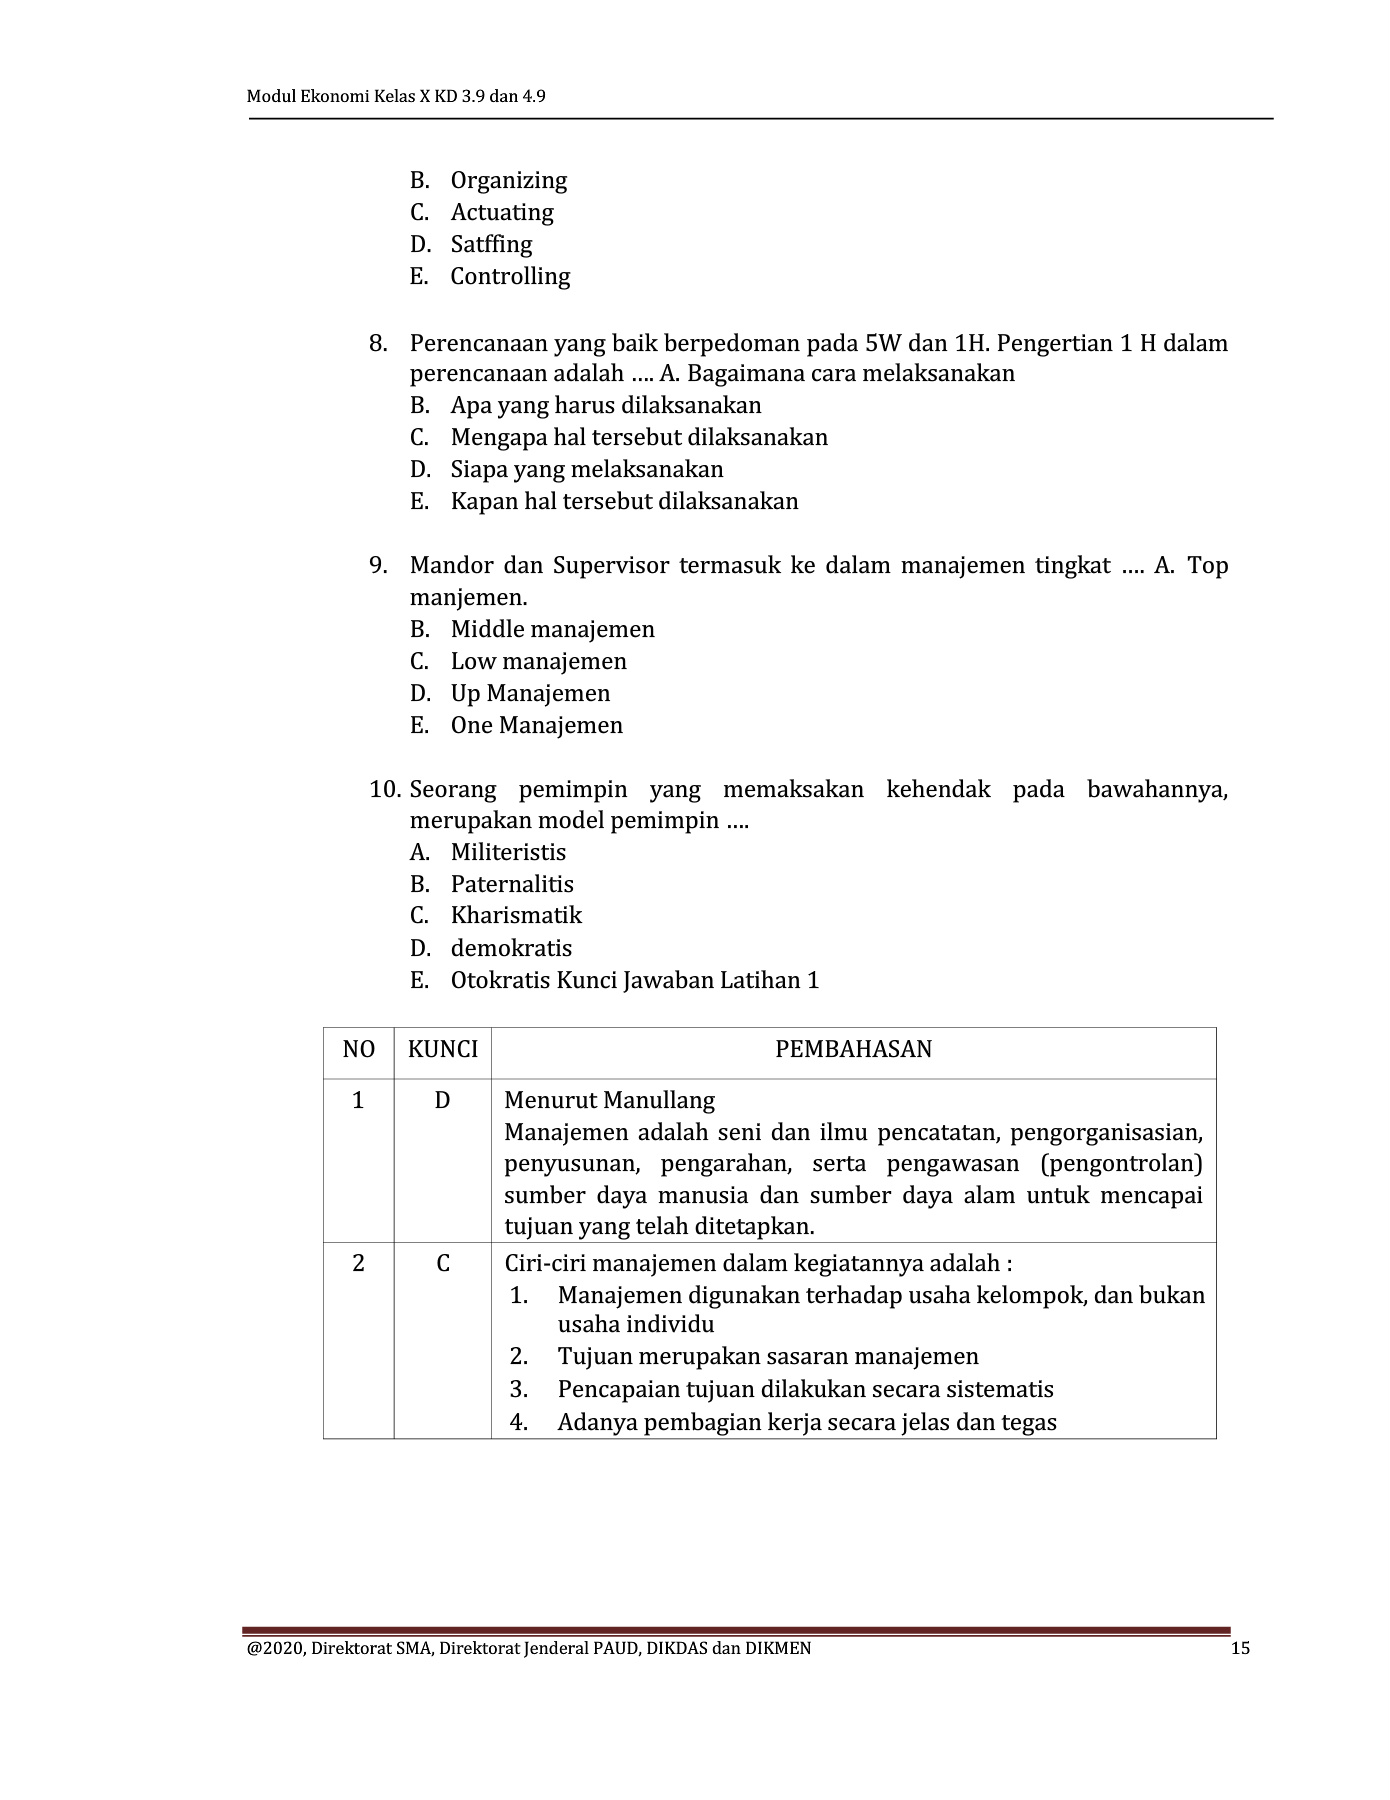 Modul Ekonomi Kelas X KD 3.9 dan 4.9
B. Organizing
C. Actuating
D. Satffing
E. Controlling
8. Perencanaan yang baik berpedoman pada 5W dan 1H. Pengertian 1 H dalam
perencanaan adalah .... A. Bagaimana cara melaksanakan
B. Apa yang harus dilaksanakan
C. Mengapa hal tersebut dilaksanakan
D. Siapa yang melaksanakan
E. Kapan hal tersebut dilaksanakan
9. Mandor dan Supervisor termasuk ke dalam manajemen tingkat .... A. Top
manjemen.
B. Middle manajemen
C. Low manajemen
D. Up Manajemen
E. One Manajemen
10. Seorang pemimpin yang memaksakan kehendak pada bawahannya,
merupakan model pemimpin ....
A. Militeristis
B. Paternalitis
C. Kharismatik
D. demokratis
E. Otokratis Kunci Jawaban Latihan 1
NO KUNCI PEMBAHASAN
1 D Menurut Manullang
Manajemen adalah seni dan ilmu pencatatan, pengorganisasian,
penyusunan, pengarahan, serta pengawasan (pengontrolan)
sumber daya manusia dan sumber daya alam untuk mencapai
tujuan yang telah ditetapkan.
2 C Ciri-ciri manajemen dalam kegiatannya adalah :
1. Manajemen digunakan terhadap usaha kelompok, dan bukan
usaha individu
2. Tujuan merupakan sasaran manajemen
3. Pencapaian tujuan dilakukan secara sistematis
4. Adanya pembagian kerja secara jelas dan tegas
@2020, Direktorat SMA, Direktorat Jenderal PAUD, DIKDAS dan DIKMEN 15